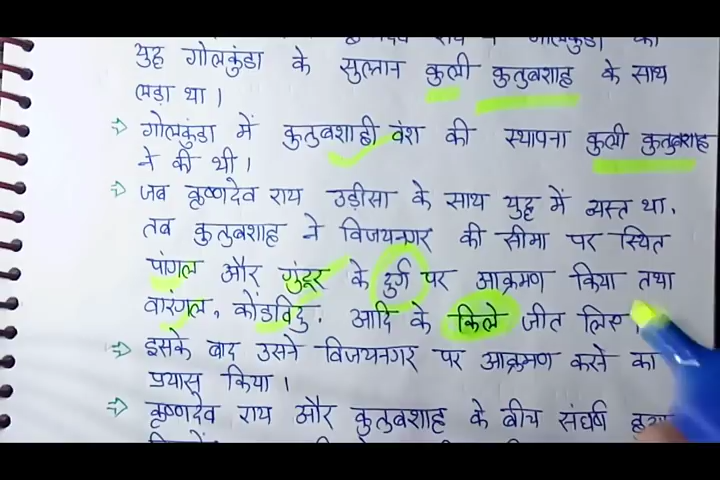 युद्ध गोलकुंडा के सुल्तान कुली कुतुबशाह के साथ
लड़ा था ।
⇒ गोलकुंडा में कुतुबशाही वंश की स्थापना कुली कुतुबशाह
ने की थी ।
⇒ जब कृष्णदेव राय उड़ीसा के साथ युद्ध में व्यस्त था,
तब कुतुबशाह ने विजयनगर की सीमा पर स्थित
पांगल और गुंटूर के दुर्ग पर आक्रमण किया तथा
वारंगल, कोंडविदु, आदि के किले जीत लिए
⇒ इसके बाद उसने विजयनगर पर आक्रमण करने का
प्रयास किया ।
⇒ कृष्णदेव राय और कुतुबशाह के बीच संघर्ष हुआ